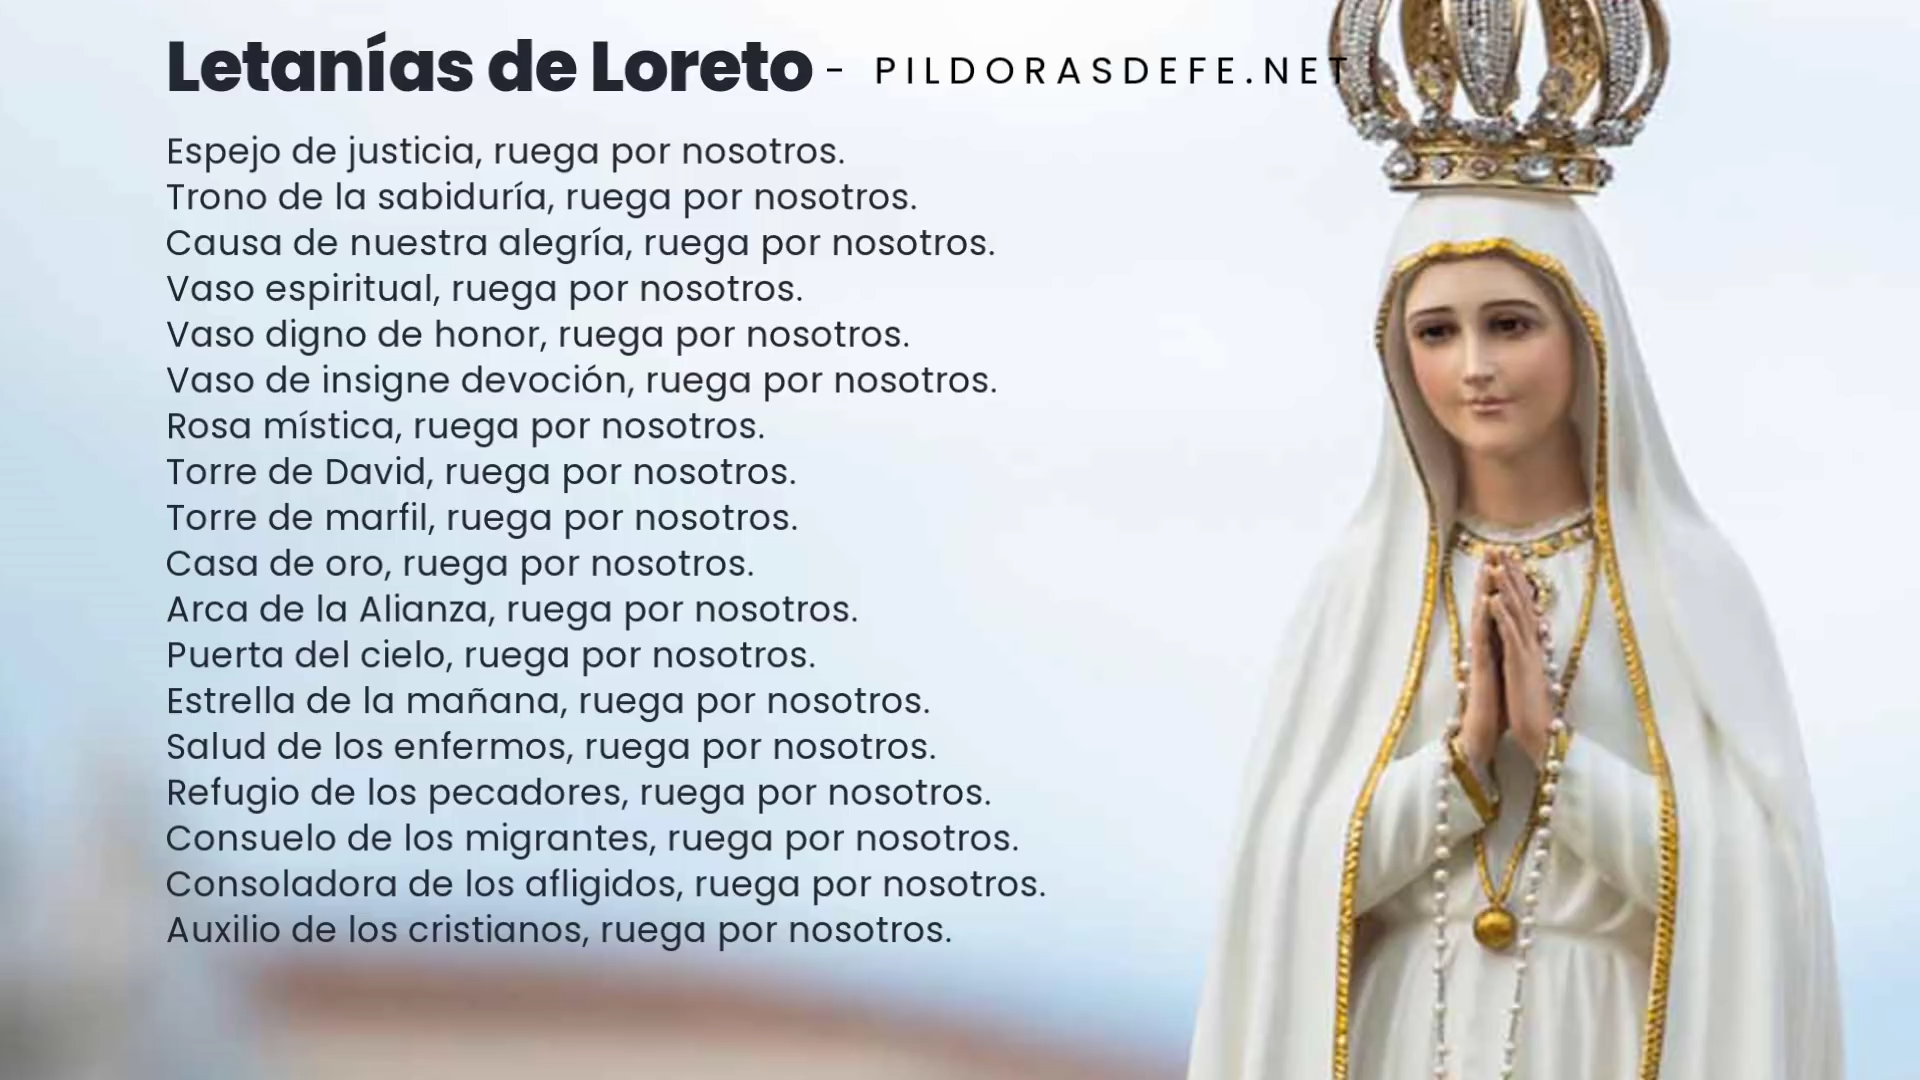 Letanías de Loreto - PILDORASDEFE.NET
Espejo de justicia, ruega por nosotros.
Trono de la sabiduría, ruega por nosotros.
Causa de nuestra alegría, ruega por nosotros.
Vaso espiritual, ruega por nosotros.
Vaso digno de honor, ruega por nosotros.
Vaso de insigne devoción, ruega por nosotros.
Rosa mística, ruega por nosotros.
Torre de David, ruega por nosotros.
Torre de marfil, ruega por nosotros.
Casa de oro, ruega por nosotros.
Arca de la Alianza, ruega por nosotros.
Puerta del cielo, ruega por nosotros.
Estrella de la mañana, ruega por nosotros.
Salud de los enfermos, ruega por nosotros.
Refugio de los pecadores, ruega por nosotros.
Consuelo de los migrantes, ruega por nosotros.
Consoladora de los afligidos, ruega por nosotros.
Auxilio de los cristianos, ruega por nosotros.